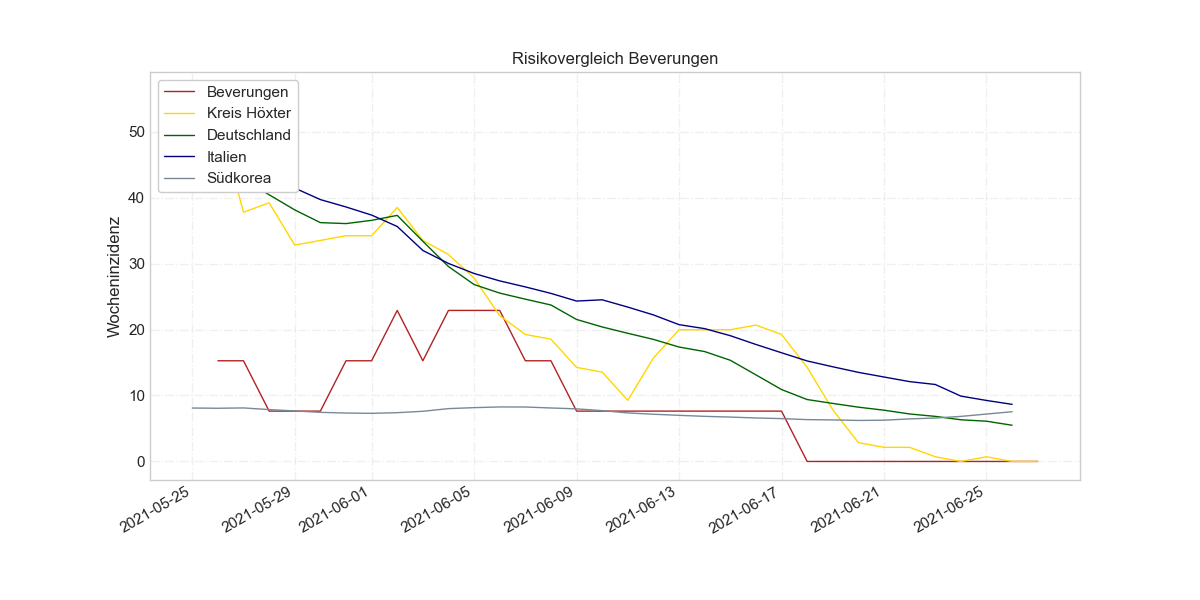 Risikovergleich Beverungen
Beverungen
Kreis Höxter
Deutschland
Italien
Südkorea
Wocheninzidenz
50
40
30
20
10
0
2021-05-25
2021-05-29
2021-06-01
2021-06-05
2021-06-09
2021-06-13
2021-06-17
2021-06-21
2021-06-25